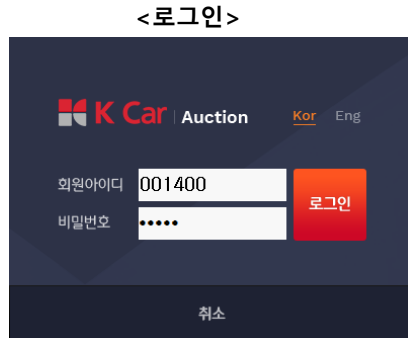 <로그인>
K Car Auction Kor Eng
회원아이디 001400
비밀번호 •••••
로그인
취소